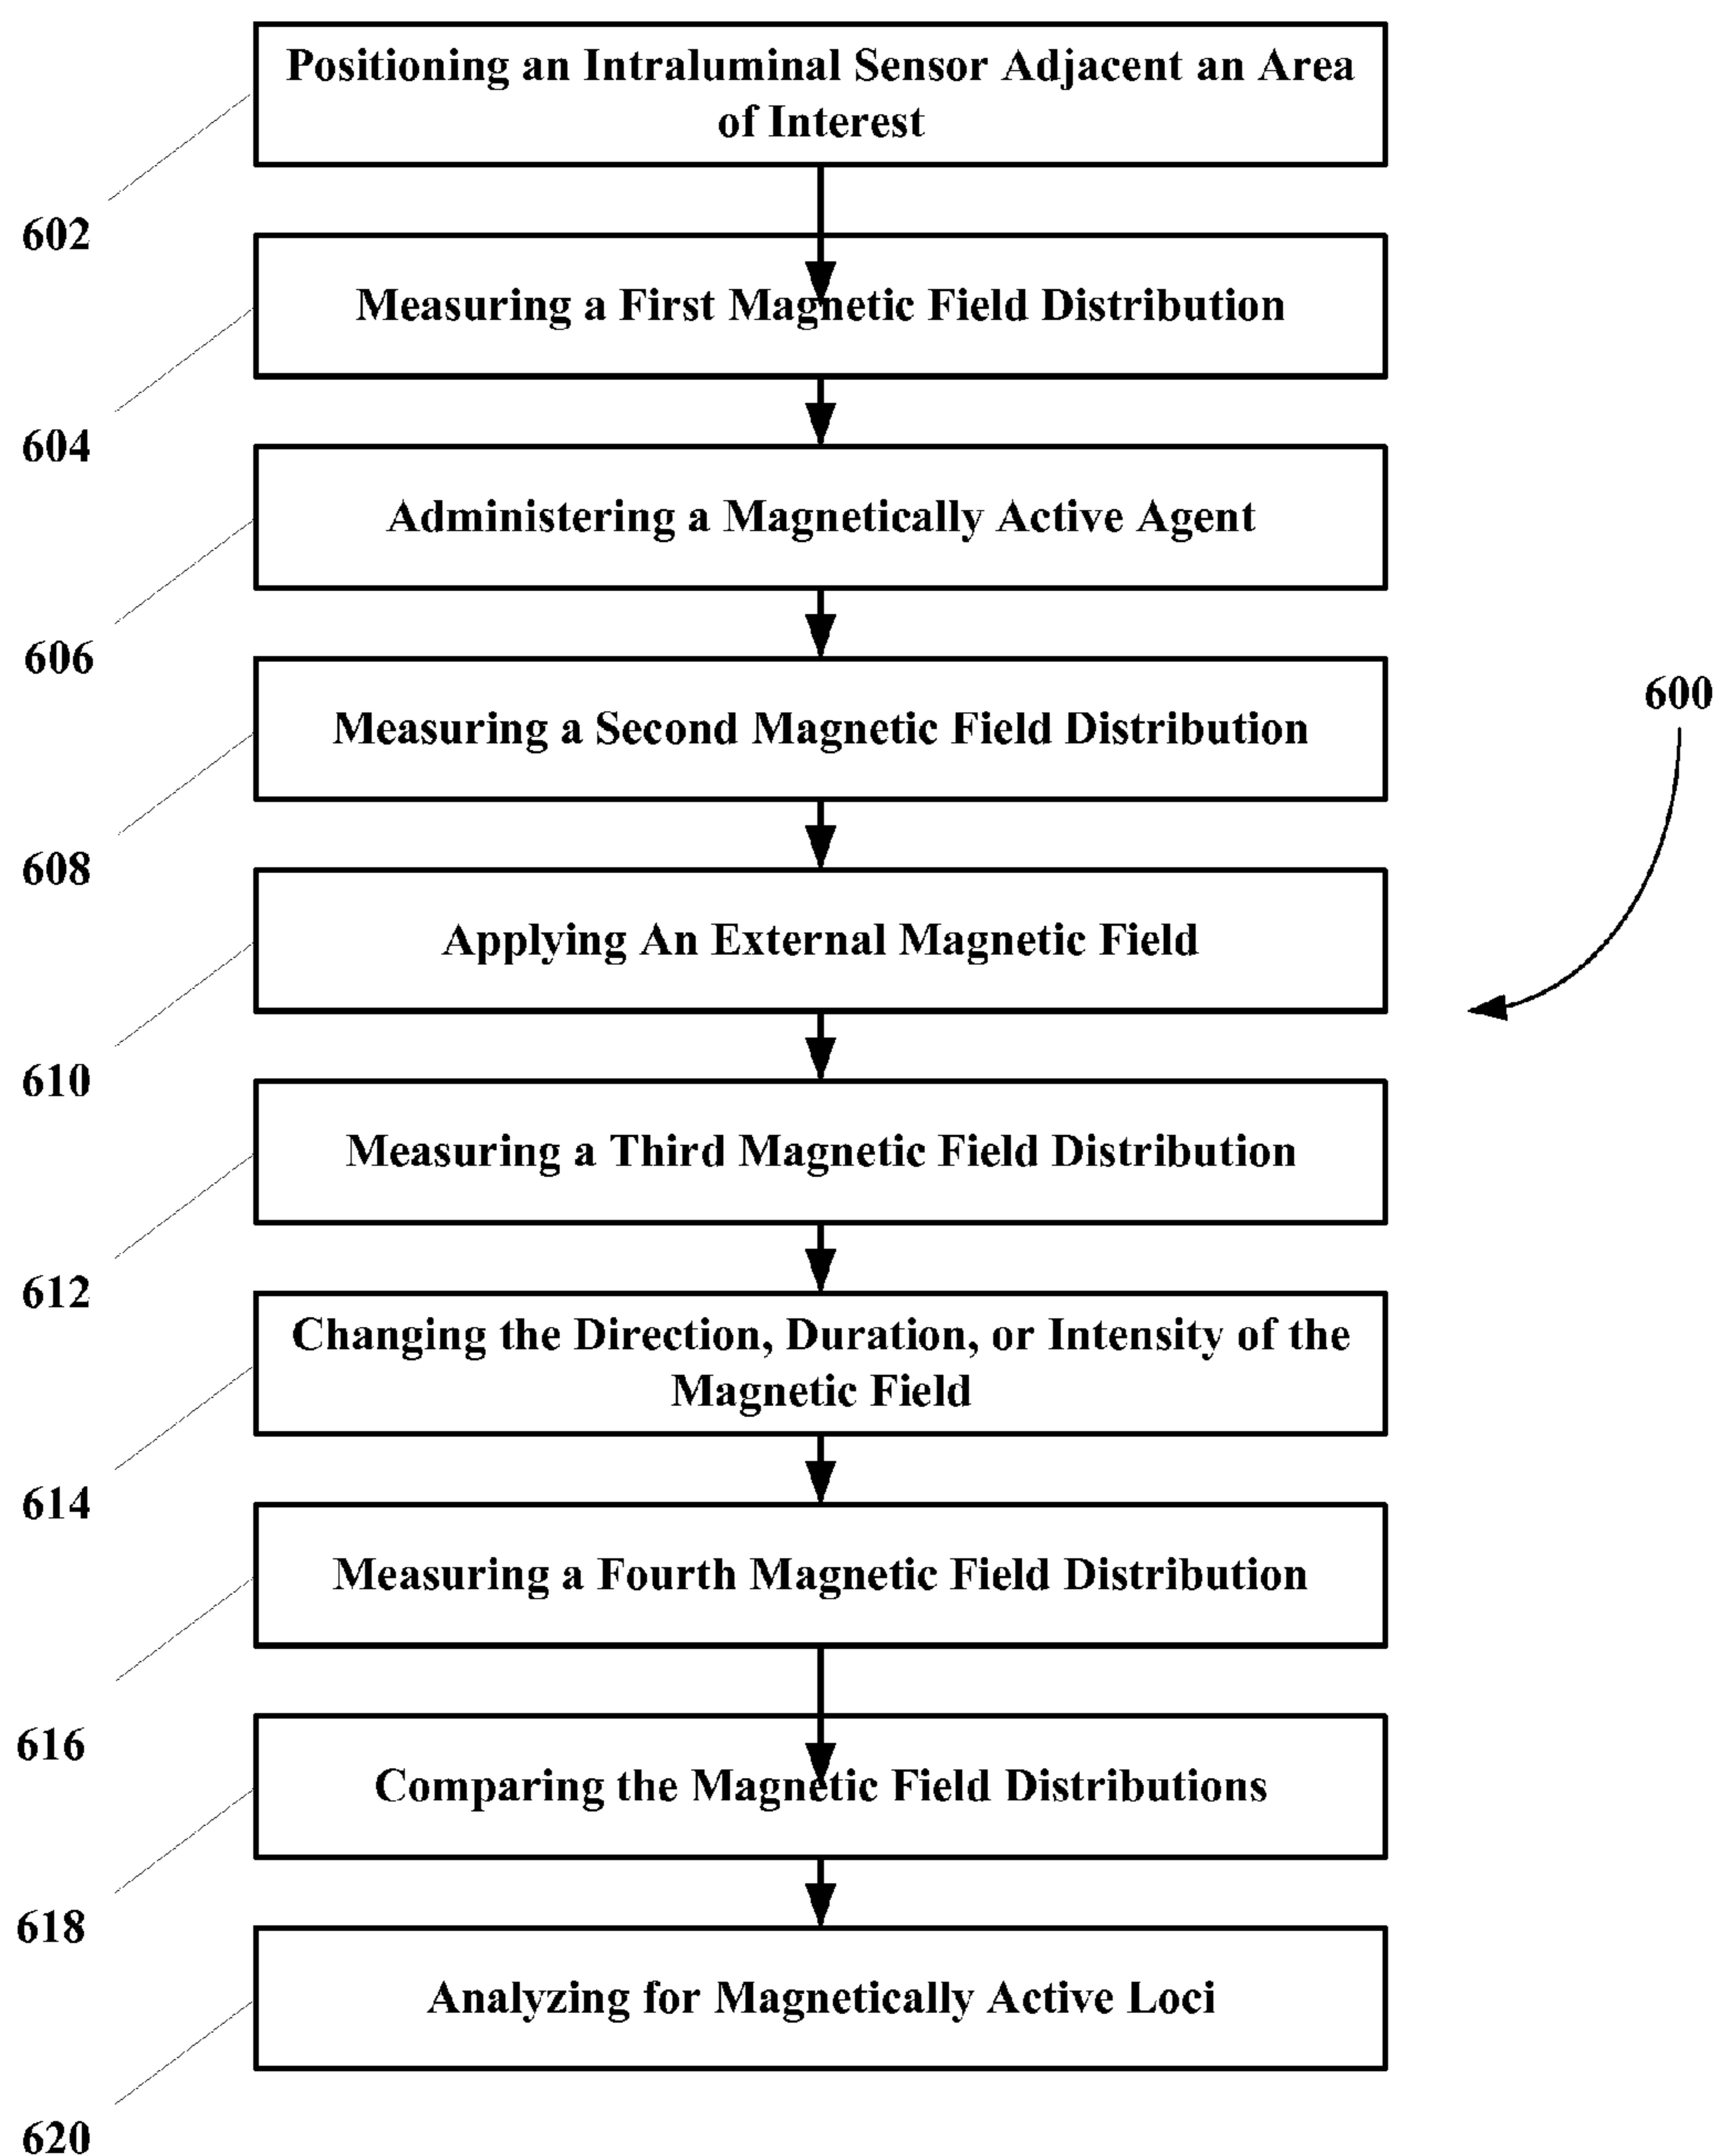 Positioning an Intraluminal Sensor Adjacent an Area
of Interest
602
Measuring a First Magnetic Field Distribution
604
Administering a Magnetically Active Agent
606
Measuring a Second Magnetic Field Distribution
600
608
Applying An External Magnetic Field
610
Measuring a Third Magnetic Field Distribution
612
Changing the Direction, Duration, or Intensity of the
Magnetic Field
614
Measuring a Fourth Magnetic Field Distribution
616
Comparing the Magnetic Field Distributions
618
Analyzing for Magnetically Active Loci
620